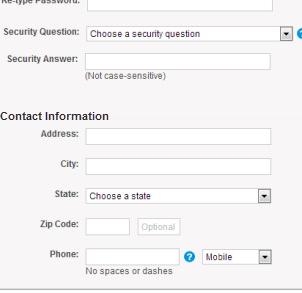 Re-type Password:
Security Question: Choose a security question ?
Security Answer:
(Not case-sensitive)
Contact Information
Address:
City:
State: Choose a state
Zip Code: Optional
Phone: ? Mobile
No spaces or dashes